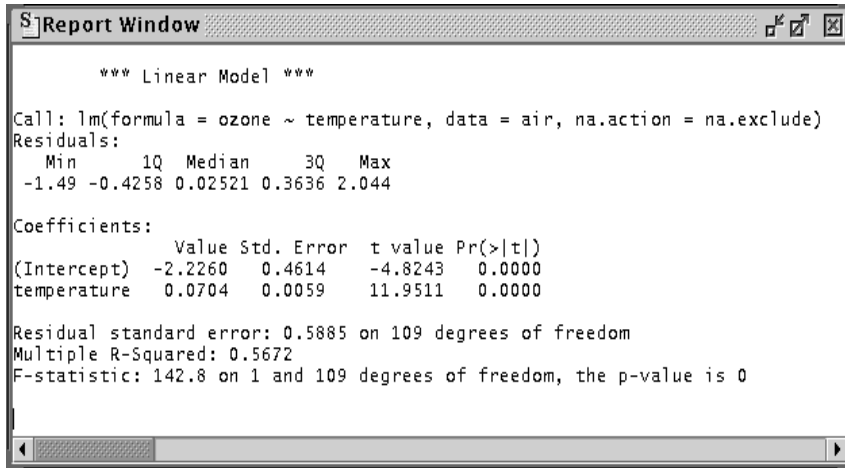 S Report Window
*** Linear Model ***
Call: lm(formula = ozone ~ temperature, data = air, na.action = na.exclude)
Residuals:
Min 1Q Median 3Q Max
-1.49 -0.4258 0.02521 0.3636 2.044
Coefficients:
Value Std. Error t value Pr(>|t|)
(Intercept) -2.2260 0.4614 -4.8243 0.0000
temperature 0.0704 0.0059 11.9511 0.0000
Residual standard error: 0.5885 on 109 degrees of freedom
Multiple R-Squared: 0.5672
F-statistic: 142.8 on 1 and 109 degrees of freedom, the p-value is 0